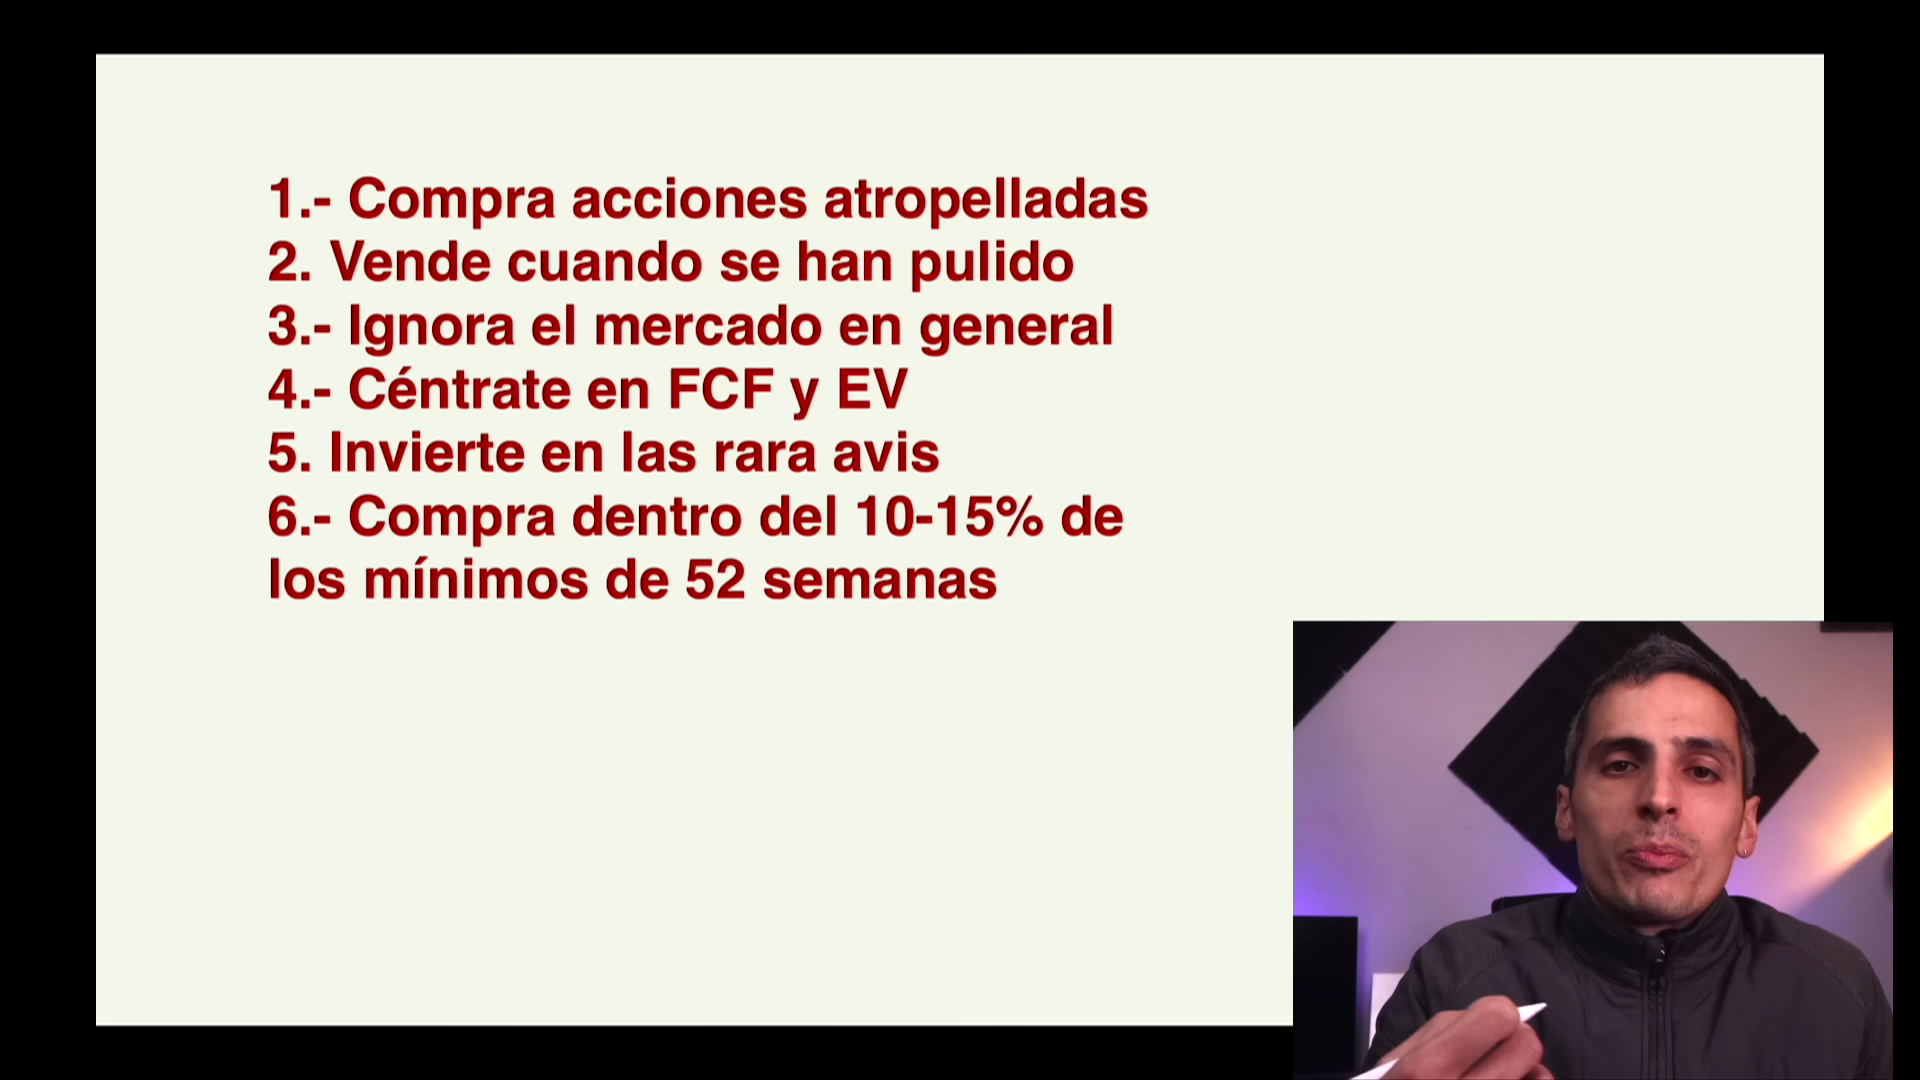 1.- Compra acciones atropelladas
2. Vende cuando se han pulido
3.- Ignora el mercado en general
4.- Céntrate en FCF y EV
5. Invierte en las rara avis
6.- Compra dentro del 10-15% de
los mínimos de 52 semanas